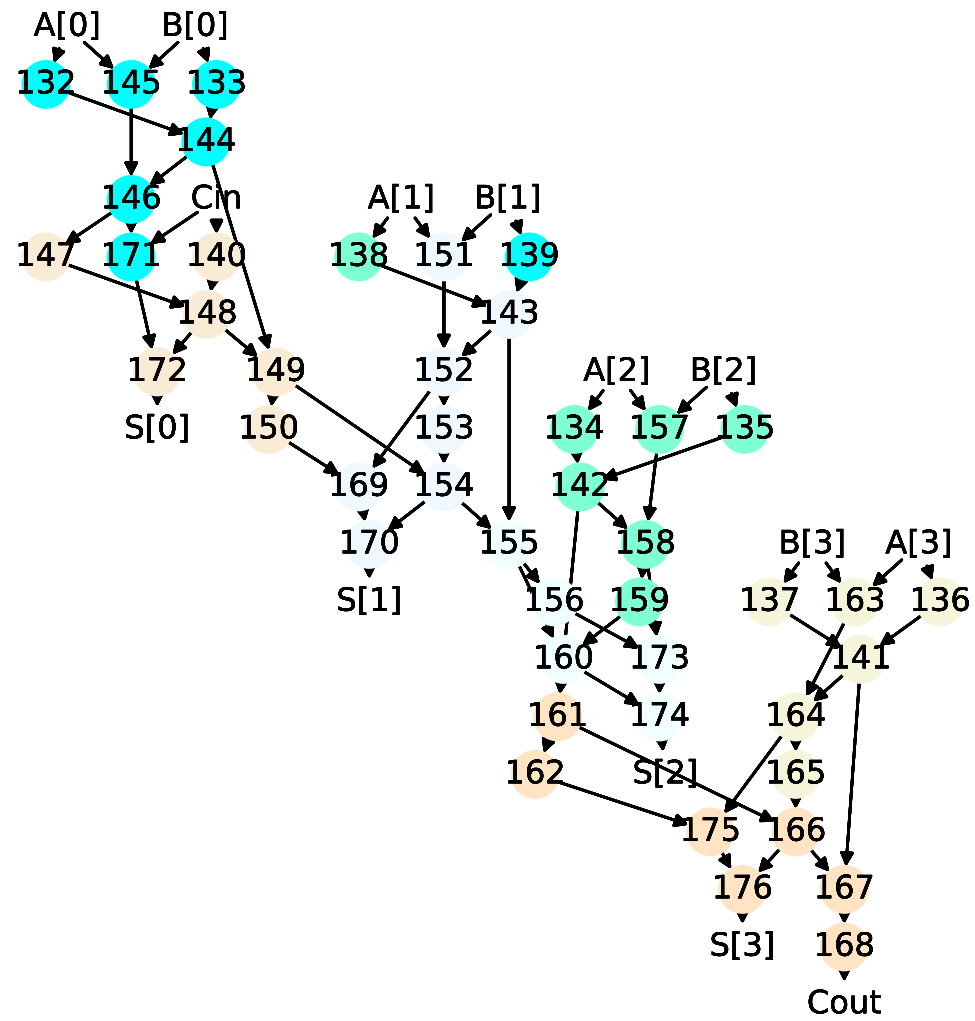 A[0] B[0]
132 145 133
144
146 Cin A[1] B[1]
147 171 140 138 151 139
148 143
172 149 152 A[2] B[2]
S[0] 150 153 134 157 135
169 154 142
170 155 158 B[3] A[3]
S[1] 156 159 137 163 136
160 173 141
161 174 164
162 S[2] 165
175 166
176 167
S[3] 168
Cout